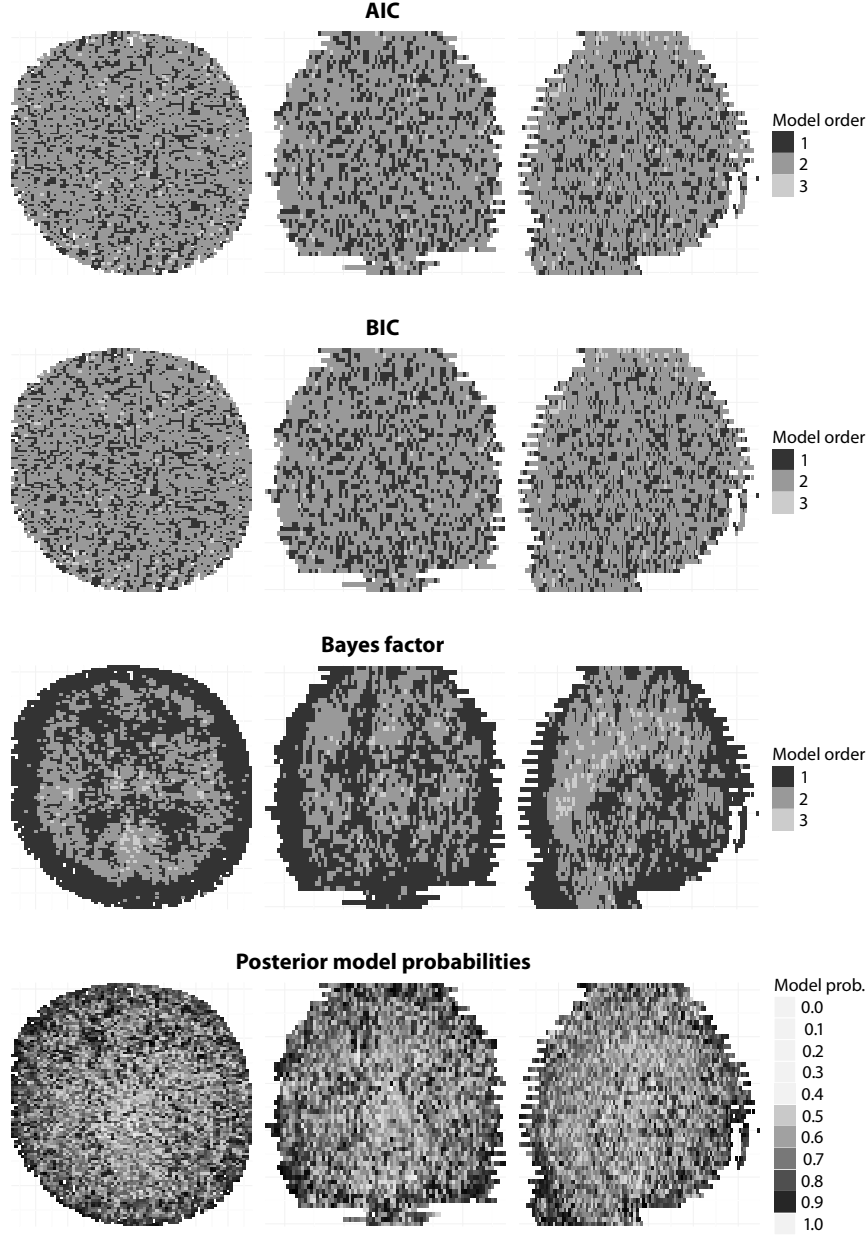 AIC
Model order
1
2
3
BIC
Model order
1
2
3
Bayes factor
Model order
1
2
3
Posterior model probabilities
Model prob.
0.0
0.1
0.2
0.3
0.4
0.5
0.6
0.7
0.8
0.9
1.0